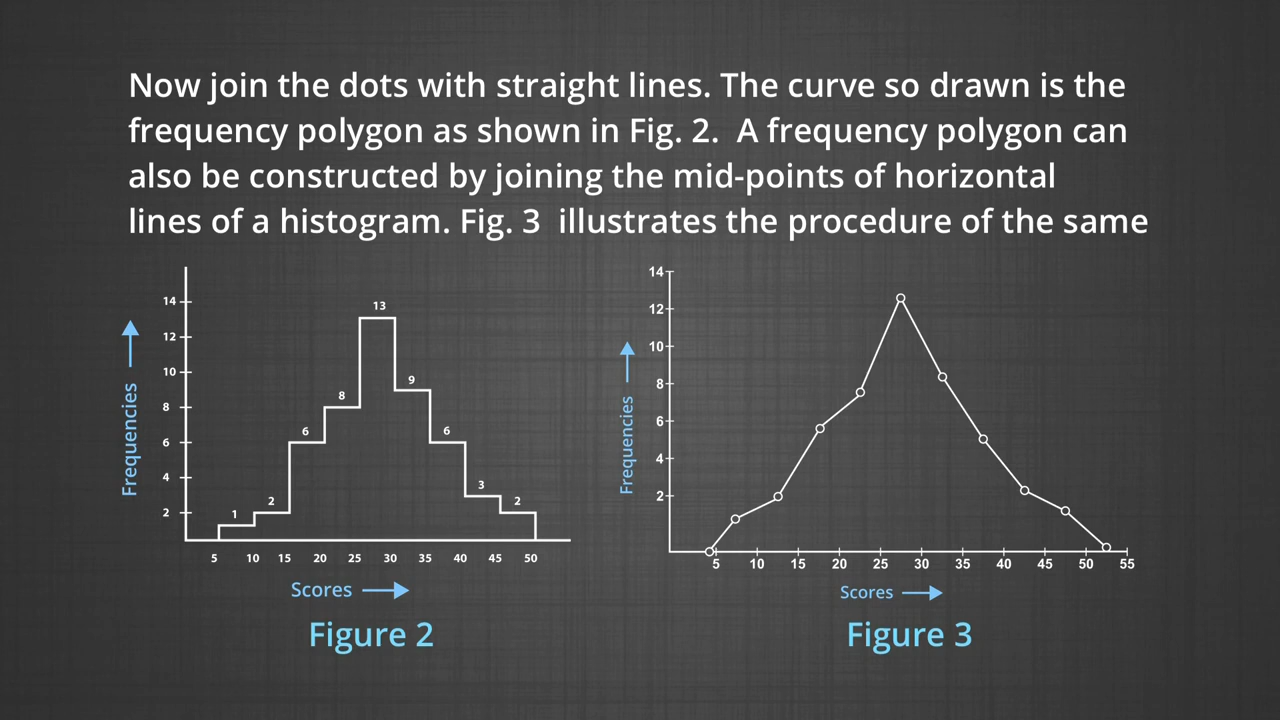 Now join the dots with straight lines. The curve so drawn is the
frequency polygon as shown in Fig. 2.  A frequency polygon can
also be constructed by joining the mid-points of horizontal
lines of a histogram. Fig. 3  illustrates the procedure of the same
Frequencies
14
12
10
8
6
4
2
1
2
6
8
13
9
6
3
2
5 10 15 20 25 30 35 40 45 50
Scores
Figure 2
Frequencies
14
12
10
8
6
4
2
5 10 15 20 25 30 35 40 45 50 55
Scores
Figure 3